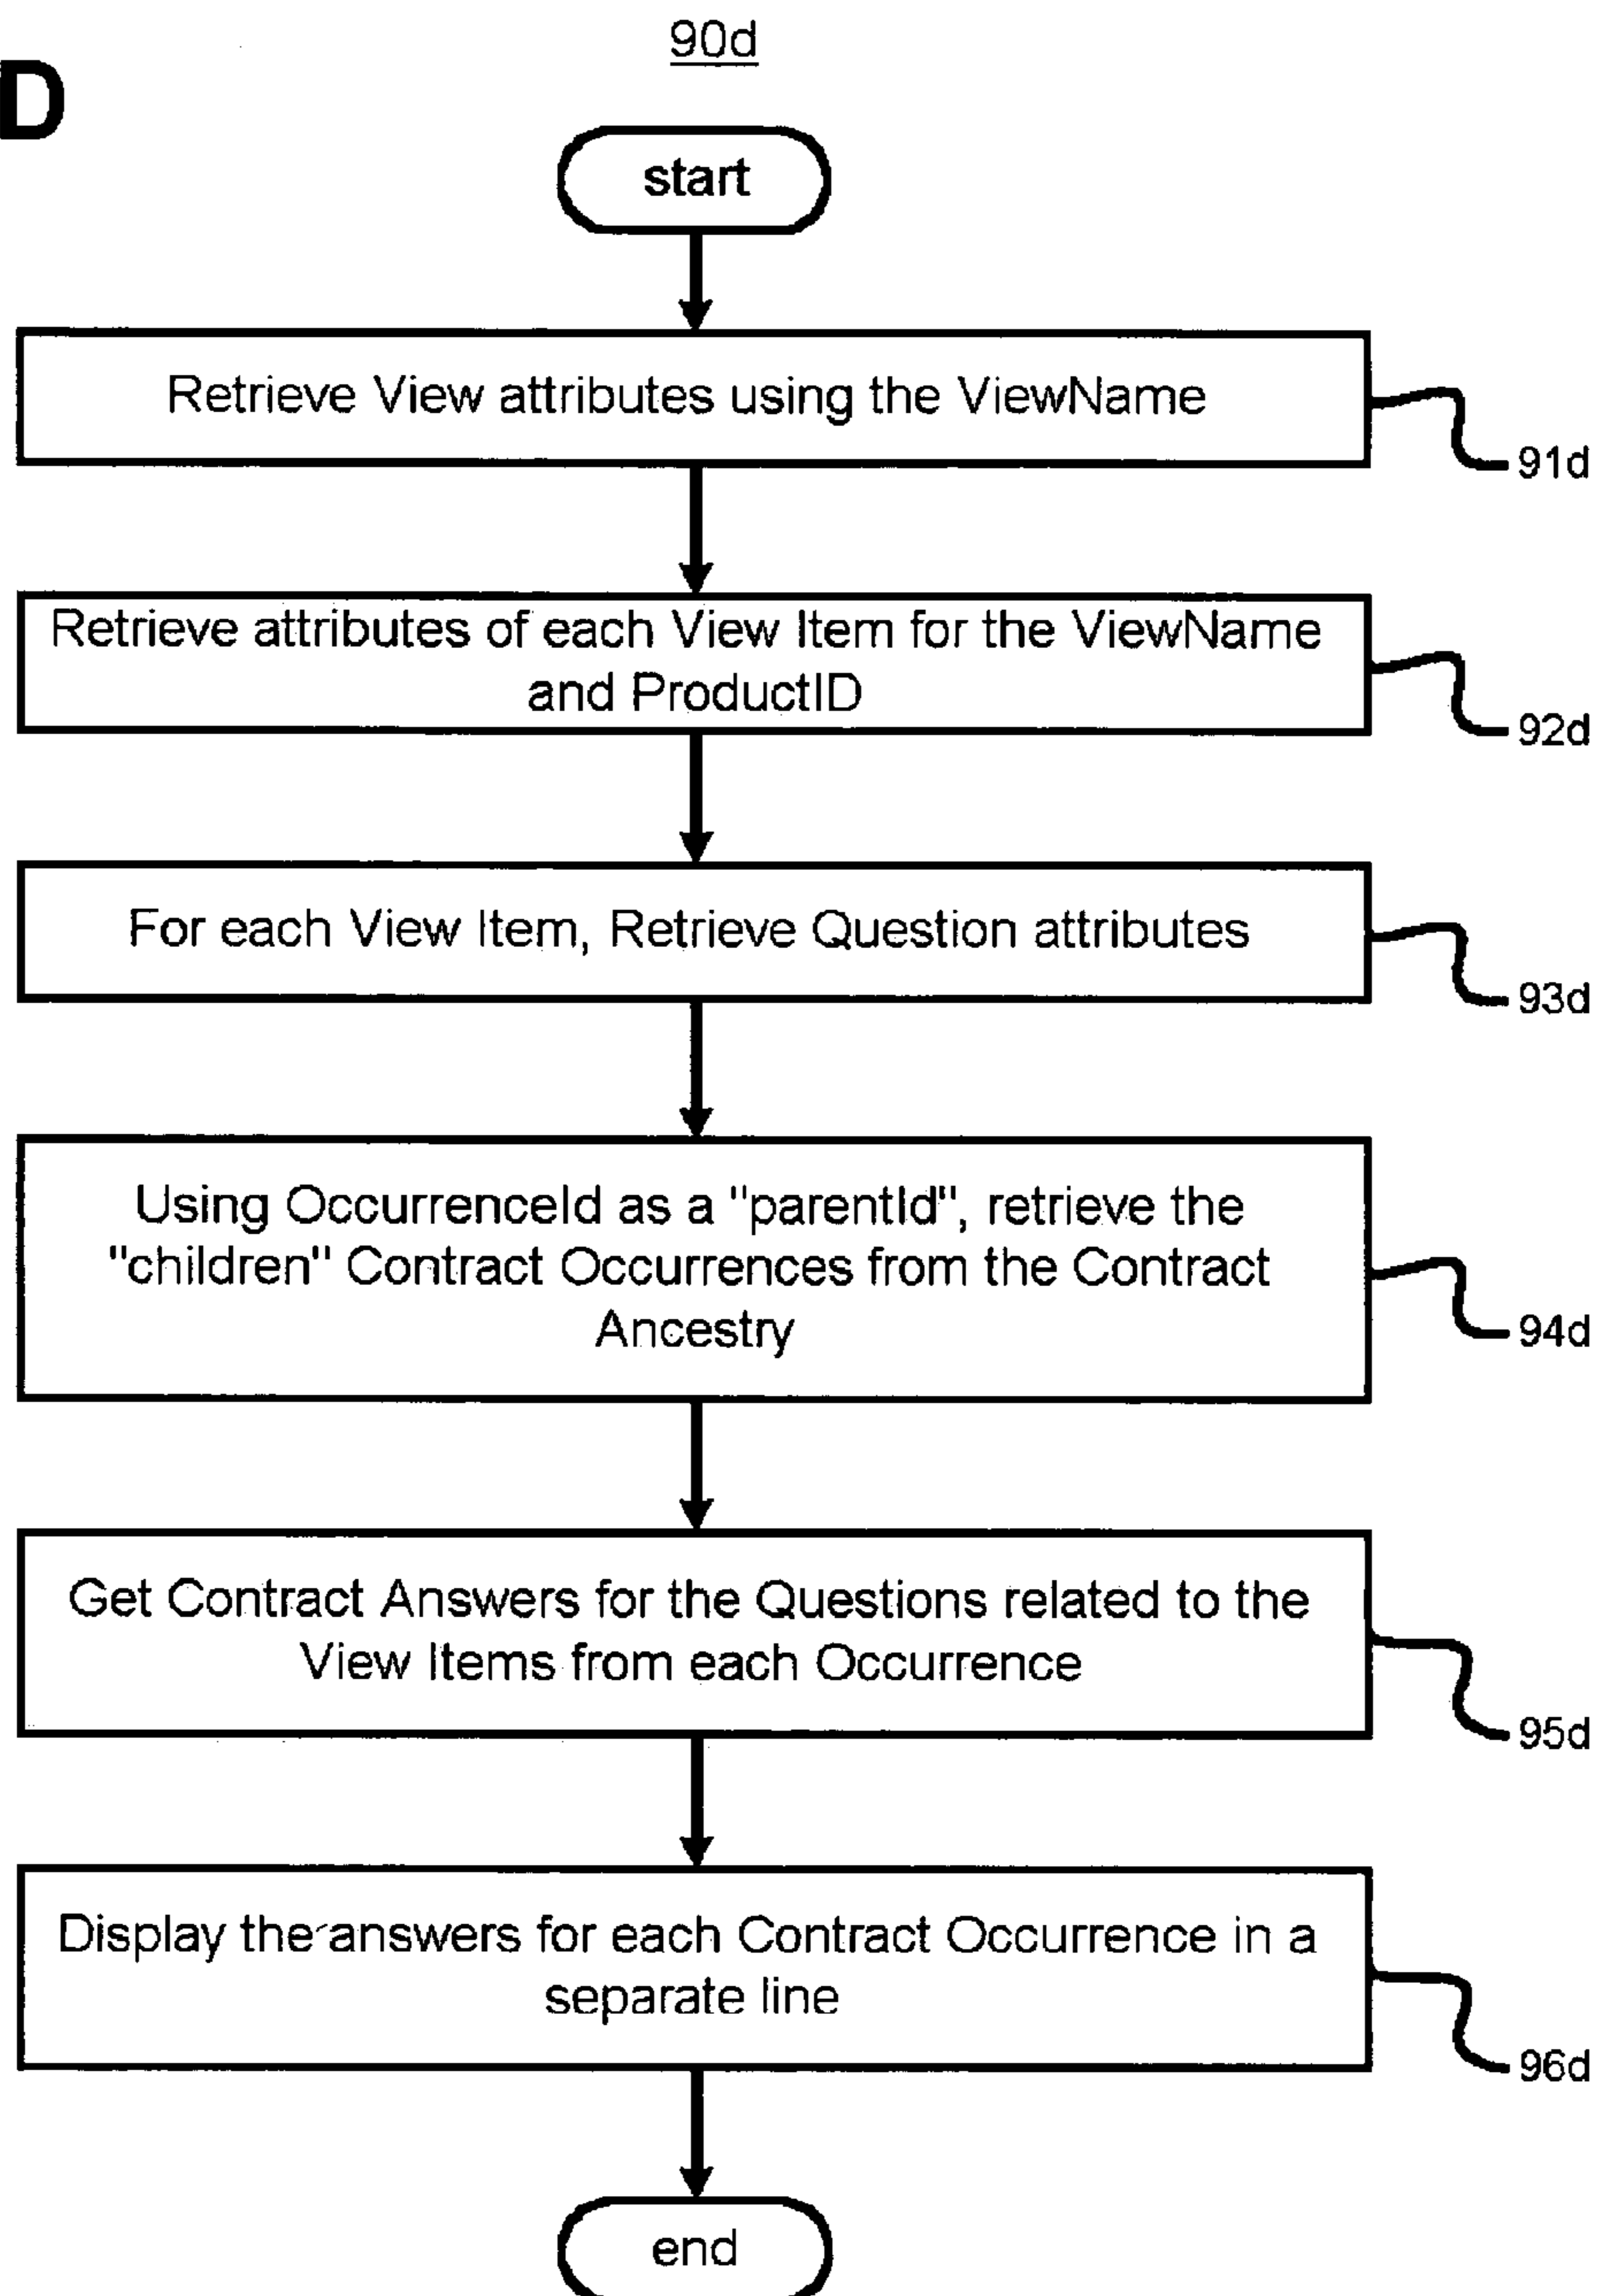 90d
D
start
Retrieve View attributes using the ViewName
91d
Retrieve attributes of each View Item for the ViewName
and ProductID
92d
For each View Item, Retrieve Question attributes
93d
Using OccurrenceId as a "parentId", retrieve the
"children" Contract Occurrences from the Contract
Ancestry
94d
Get Contract Answers for the Questions related to the
View Items from each Occurrence
95d
Display the answers for each Contract Occurrence in a
separate line
96d
end